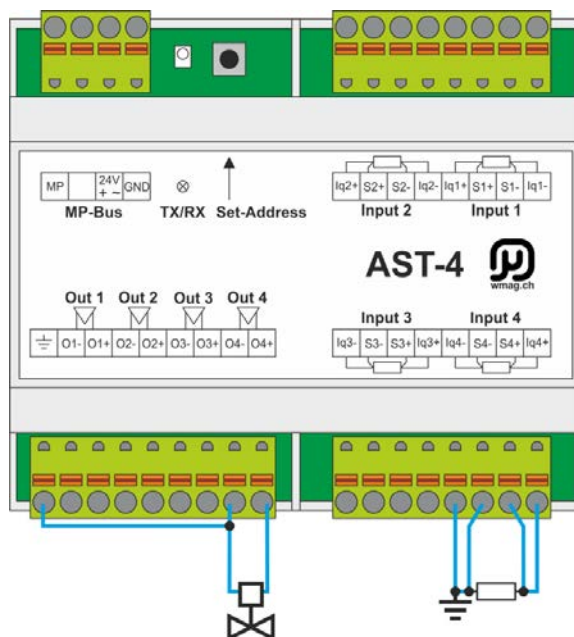 MP 24V + ~ GND
MP-Bus TX/RX Set-Address
Iq2+ S2+ S2- Iq2- Iq1+ S1+ S1- Iq1-
Input 2 Input 1
AST-4
wmag.ch
Out 1 Out 2 Out 3 Out 4
O1- O1+ O2- O2+ O3- O3+ O4- O4+
Input 3 Input 4
Iq3- S3- S3+ Iq3+ Iq4- S4- S4+ Iq4+